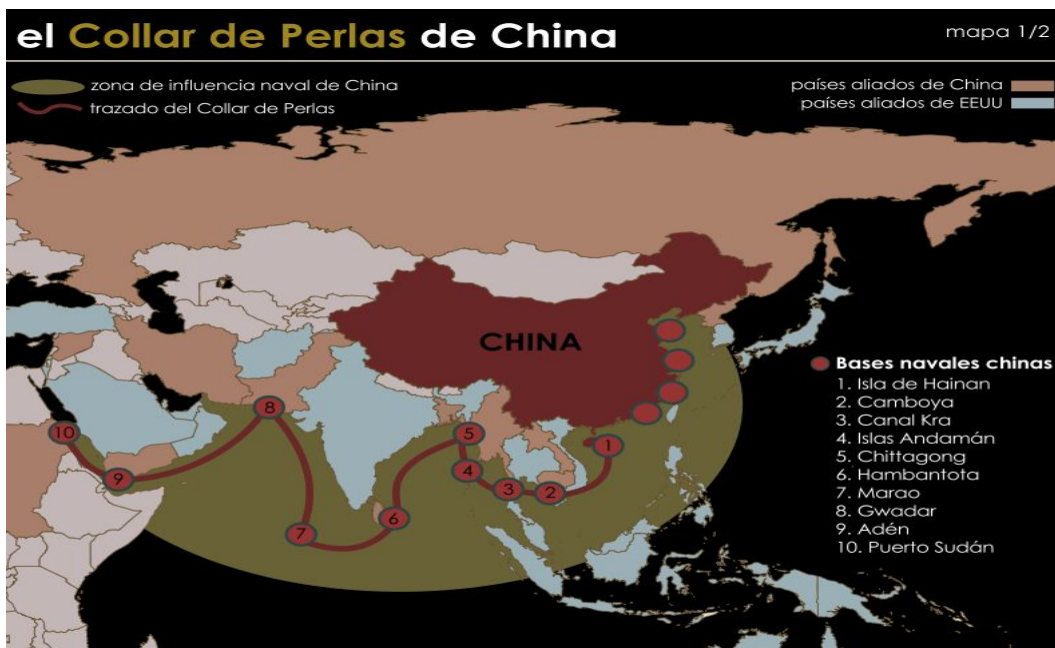 el Collar de Perlas de China
mapa 1/2
zona de influencia naval de China
trazado del Collar de Perlas
países aliados de China
países aliados de EEUU
CHINA
Bases navales chinas
1. Isla de Hainan
2. Camboya
3. Canal Kra
4. Islas Andamán
5. Chittagong
6. Hambantota
7. Marao
8. Gwadar
9. Adén
10. Puerto Sudán
8
10
5
1
4
9
3
2
6
7